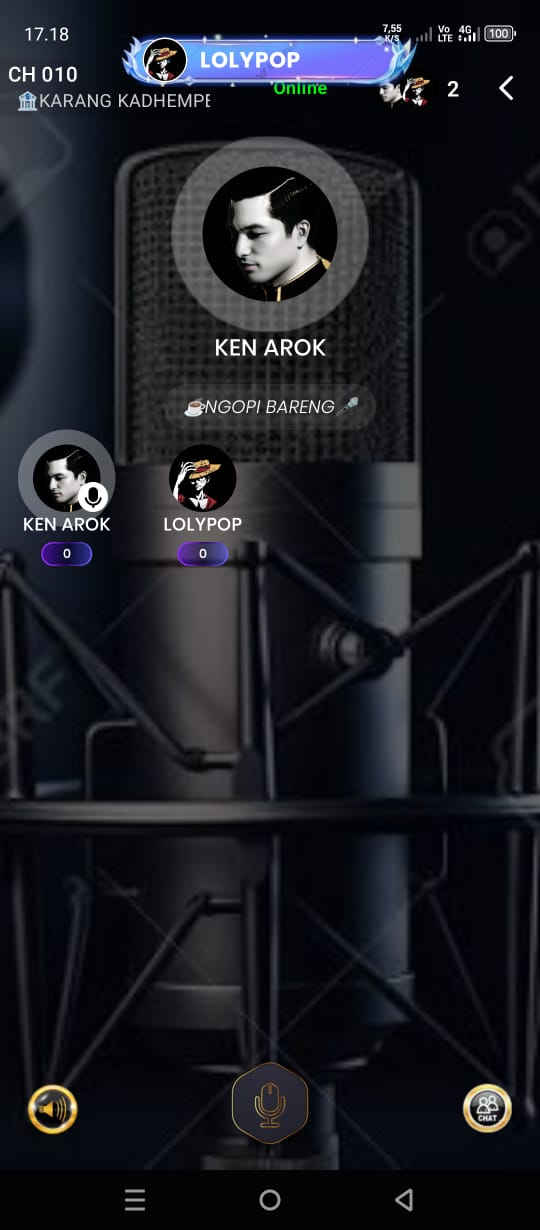 17.18
7,55 K/S
Vo LTE
4G
100
LOLYPOP
CH 010
Online
2
🏦KARANG KADHEMPE
KEN AROK
☕NGOPI BARENG🎤
KEN AROK
LOLYPOP
0
0
CHAT